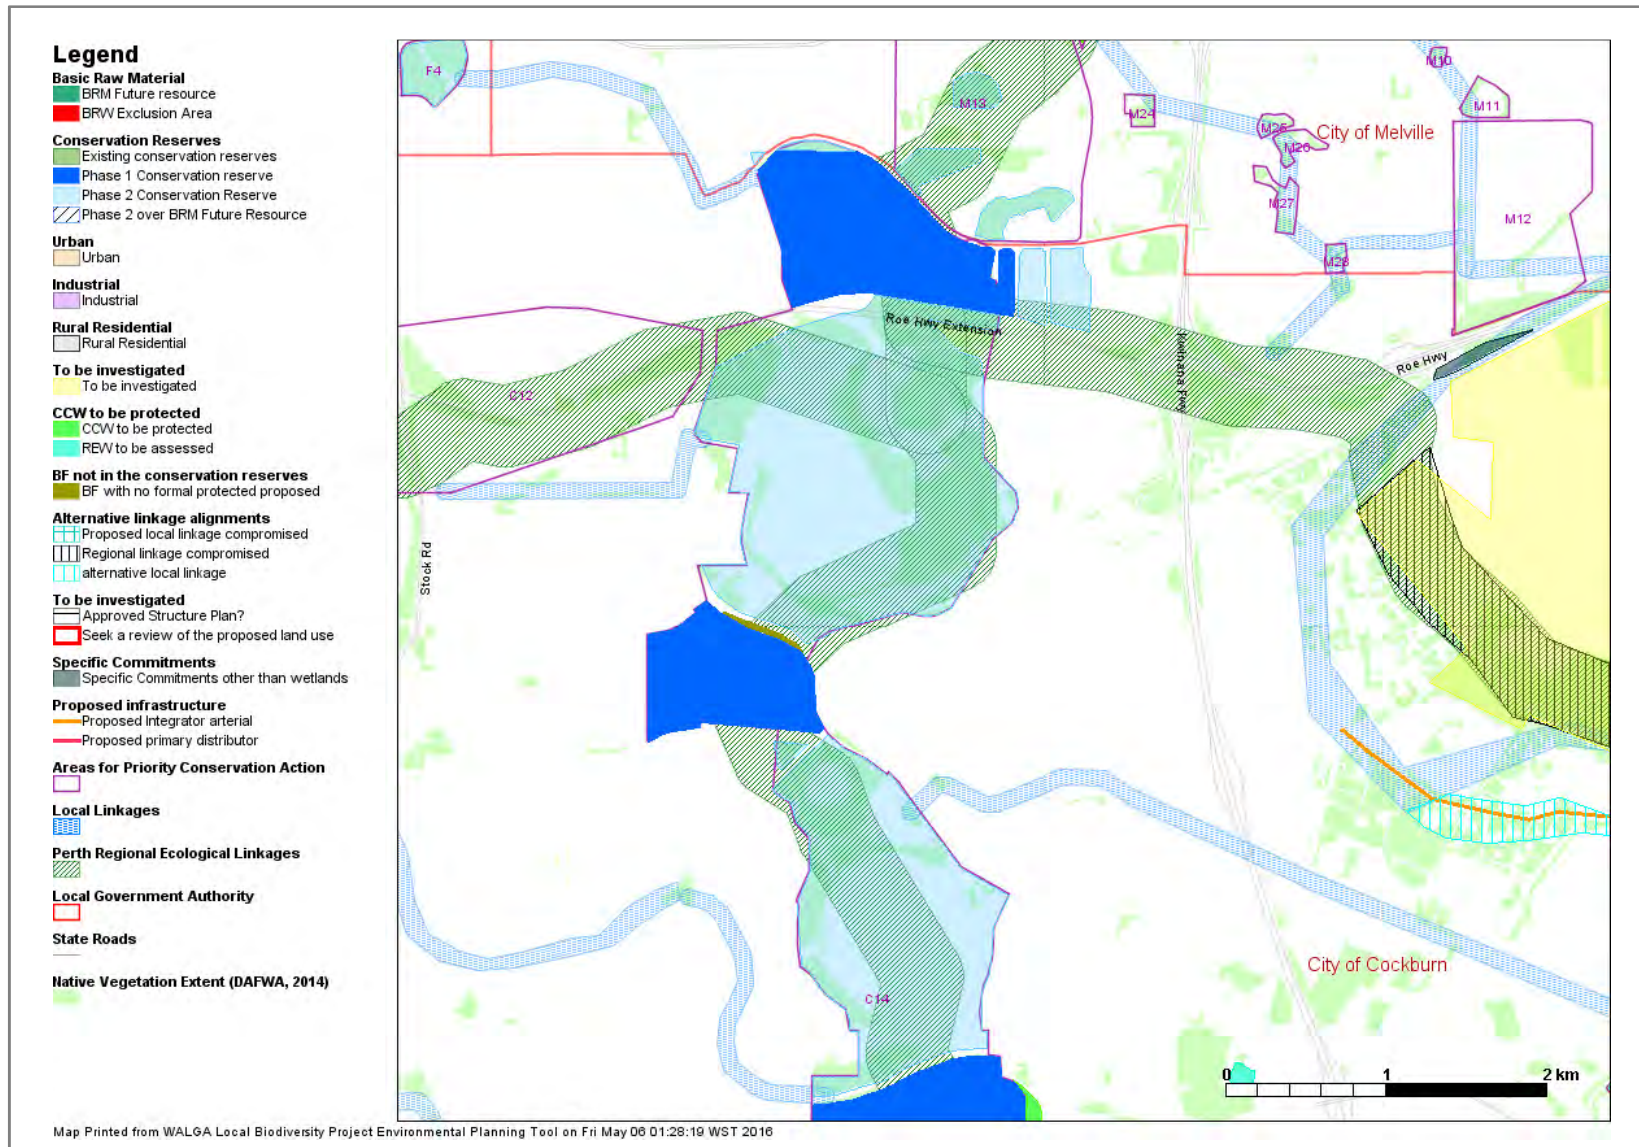 Legend
Basic Raw Material
BRM Future resource
BRW Exclusion Area
Conservation Reserves
Existing conservation reserves
Phase 1 Conservation reserve
Phase 2 Conservation Reserve
Phase 2 over BRM Future Resource
Urban
Urban
Industrial
Industrial
Rural Residential
Rural Residential
To be investigated
To be investigated
CCW to be protected
CCW to be protected
REW to be assessed
BF not in the conservation reserves
BF with no formal protected proposed
Alternative linkage alignments
Proposed local linkage compromised
Regional linkage compromised
alternative local linkage
To be investigated
Approved Structure Plan?
Seek a review of the proposed land use
Specific Commitments
Specific Commitments other than wetlands
Proposed infrastructure
Proposed Integrator arterial
Proposed primary distributor
Areas for Priority Conservation Action
Local Linkages
Perth Regional Ecological Linkages
Local Government Authority
State Roads
Native Vegetation Extent (DAFWA, 2014)
F4
M13
M10
M11
M24
M25
M26
City of Melville
M27
M12
M28
Roe Hwy Extension
Kwinana Fwy
Roe Hwy
C12
Stock Rd
C14
City of Cockburn
0 1 2 km
Map Printed from WALGA Local Biodiversity Project Environmental Planning Tool on Fri May 06 01:28:19 WST 2016